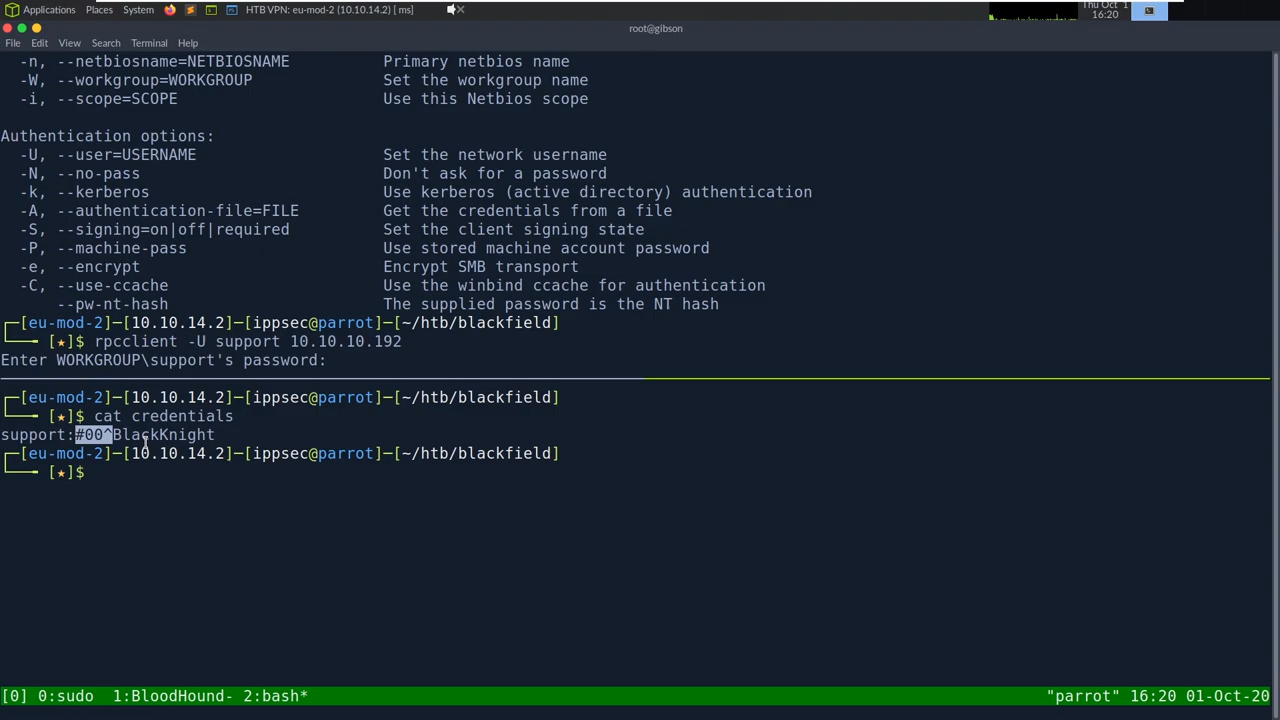 Applications Places System HTB VPN: eu-mod-2 (10.10.14.2) [ ms] Thu Oct 1
16:20
root@gibson
File Edit View Search Terminal Help
-n, --netbiosname=NETBIOSNAME Primary netbios name
-W, --workgroup=WORKGROUP Set the workgroup name
-i, --scope=SCOPE Use this Netbios scope
Authentication options:
-U, --user=USERNAME Set the network username
-N, --no-pass Don't ask for a password
-k, --kerberos Use kerberos (active directory) authentication
-A, --authentication-file=FILE Get the credentials from a file
-S, --signing=on|off|required Set the client signing state
-P, --machine-pass Use stored machine account password
-e, --encrypt Encrypt SMB transport
-C, --use-ccache Use the winbind ccache for authentication
--pw-nt-hash The supplied password is the NT hash
┌─[eu-mod-2]─[10.10.14.2]─[ippsec@parrot]─[~/htb/blackfield]
└── [★]$ rpcclient -U support 10.10.10.192
Enter WORKGROUP\support's password:
┌─[eu-mod-2]─[10.10.14.2]─[ippsec@parrot]─[~/htb/blackfield]
└── [★]$ cat credentials
support:#00^BlackKnight
┌─[eu-mod-2]─[10.10.14.2]─[ippsec@parrot]─[~/htb/blackfield]
└── [★]$
[0] 0:sudo 1:BloodHound- 2:bash* "parrot" 16:20 01-Oct-20